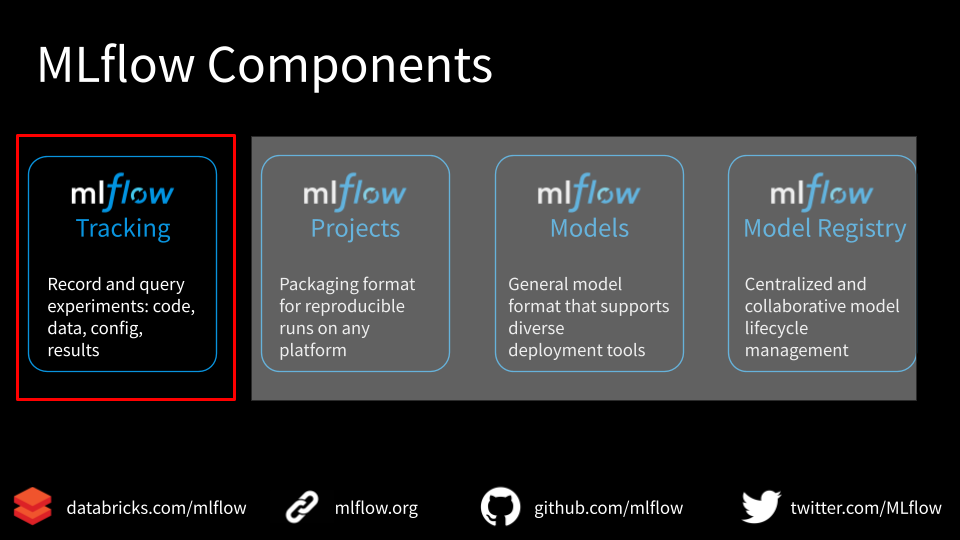 MLflow Components
mlflow
Tracking
Record and query
experiments: code,
data, config,
results
mlflow
Projects
Packaging format
for reproducible
runs on any
platform
mlflow
Models
General model
format that supports
diverse
deployment tools
mlflow
Model Registry
Centralized and
collaborative model
lifecycle
management
databricks.com/mlflow
mlflow.org
github.com/mlflow
twitter.com/MLflow